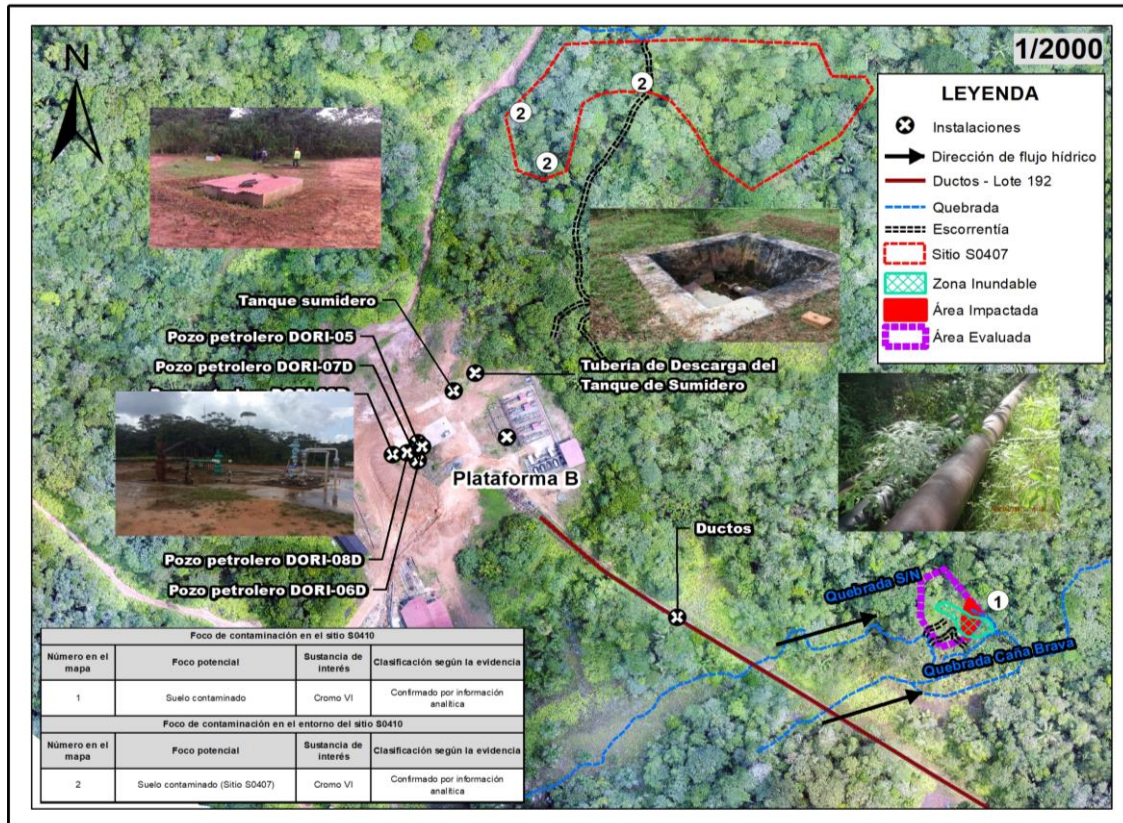 N
1/2000
LEYENDA
Instalaciones
Dirección de flujo hídrico
Ductos - Lote 192
Quebrada
Escorrentía
Sitio S0407
Zona Inundable
Área Impactada
Área Evaluada
2
2
2
Tanque sumidero
Pozo petrolero DORI-05
Pozo petrolero DORI-07D
Tubería de Descarga del
Tanque de Sumidero
Plataforma B
Pozo petrolero DORI-08D
Pozo petrolero DORI-06D
Ductos
Quebrada S/N
1
Quebrada Caña Brava
Foco de contaminación en el sitio S0410
Número en el mapa Foco potencial Sustancia de interés Clasificación según la evidencia
1 Suelo contaminado Cromo VI Confirmado por información analítica
Foco de contaminación en el entorno del sitio S0410
Número en el mapa Foco potencial Sustancia de interés Clasificación según la evidencia
2 Suelo contaminado (Sitio S0407) Cromo VI Confirmado por información analítica